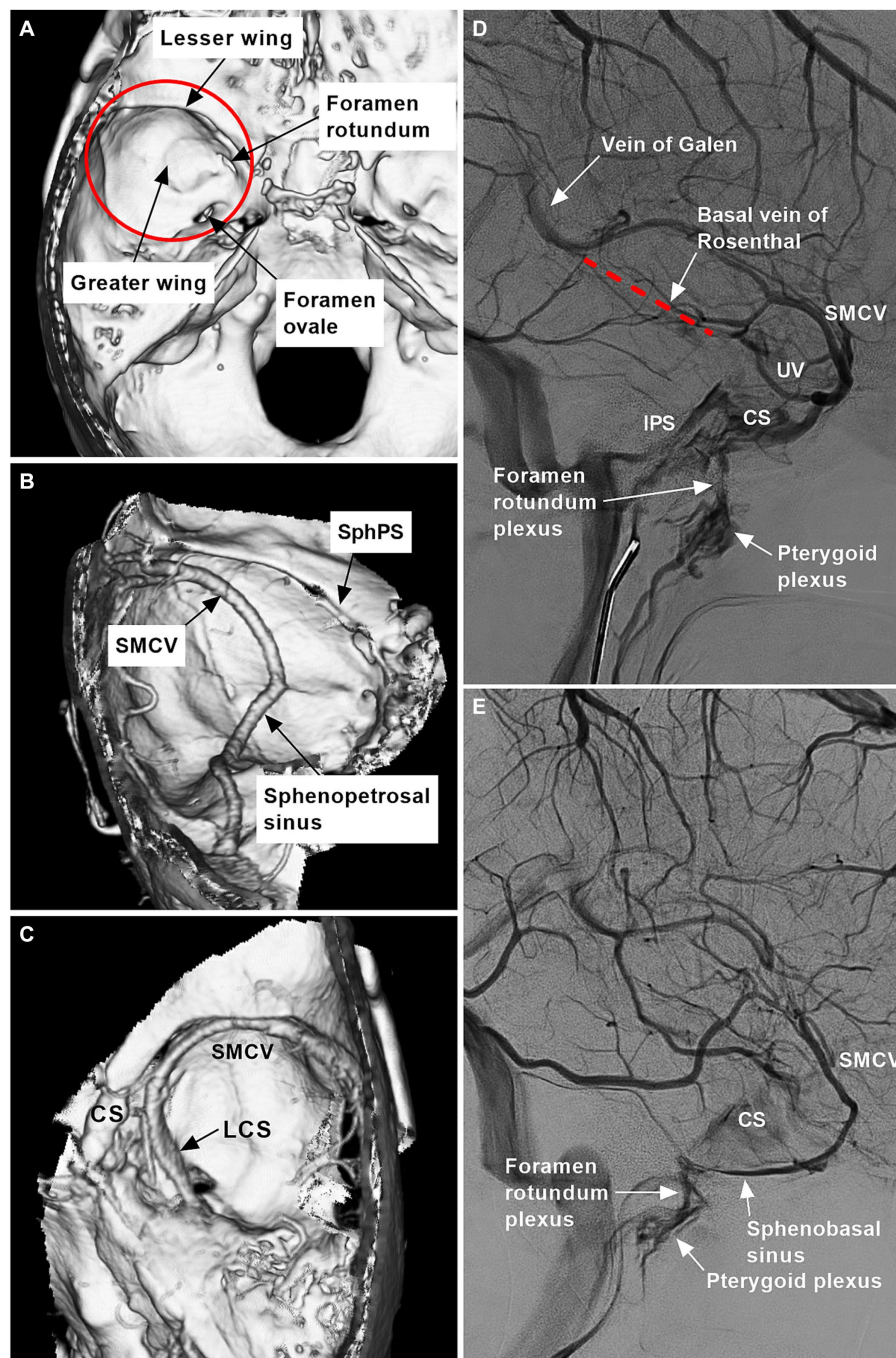 A
Lesser wing
Foramen
rotundum
Greater wing
Foramen
ovale
B
SphPS
SMCV
Sphenopetrosal
sinus
C
SMCV
CS
LCS
D
Vein of Galen
Basal vein of
Rosenthal
SMCV
UV
IPS
CS
Foramen
rotundum
plexus
Pterygoid
plexus
E
SMCV
CS
Foramen
rotundum
plexus
Sphenobasal
sinus
Pterygoid plexus